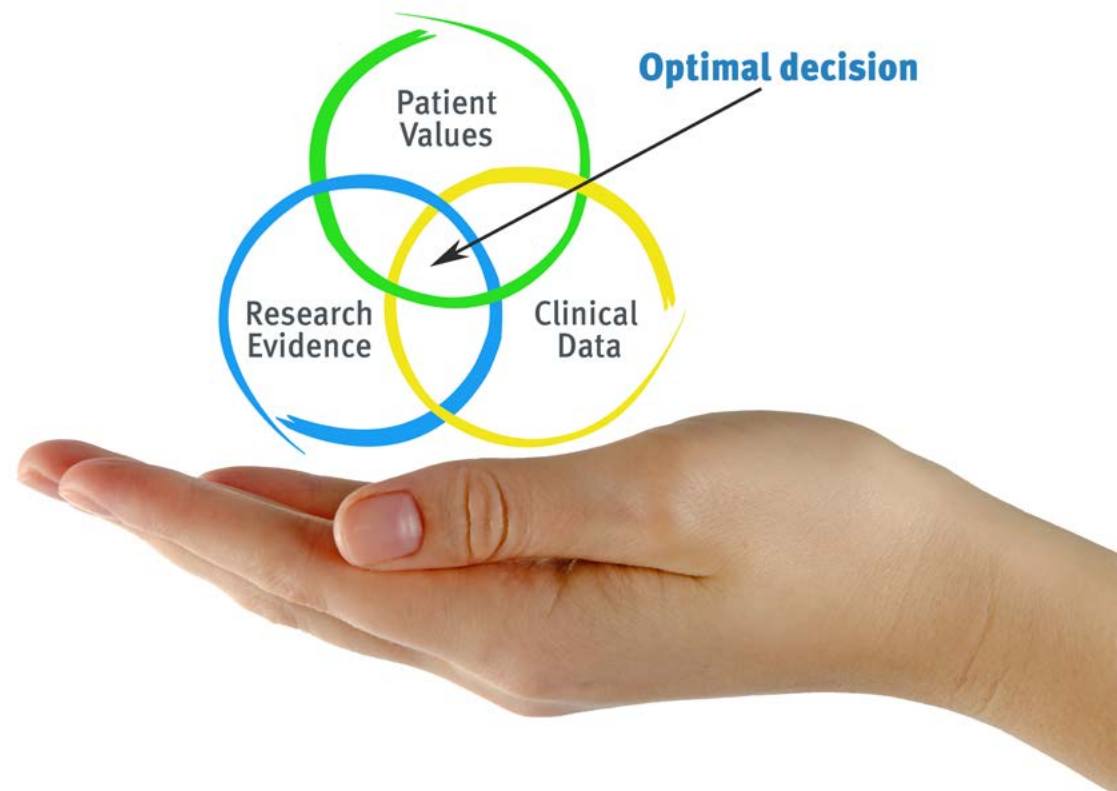 Optimal decision
Patient
Values
Research
Evidence
Clinical
Data